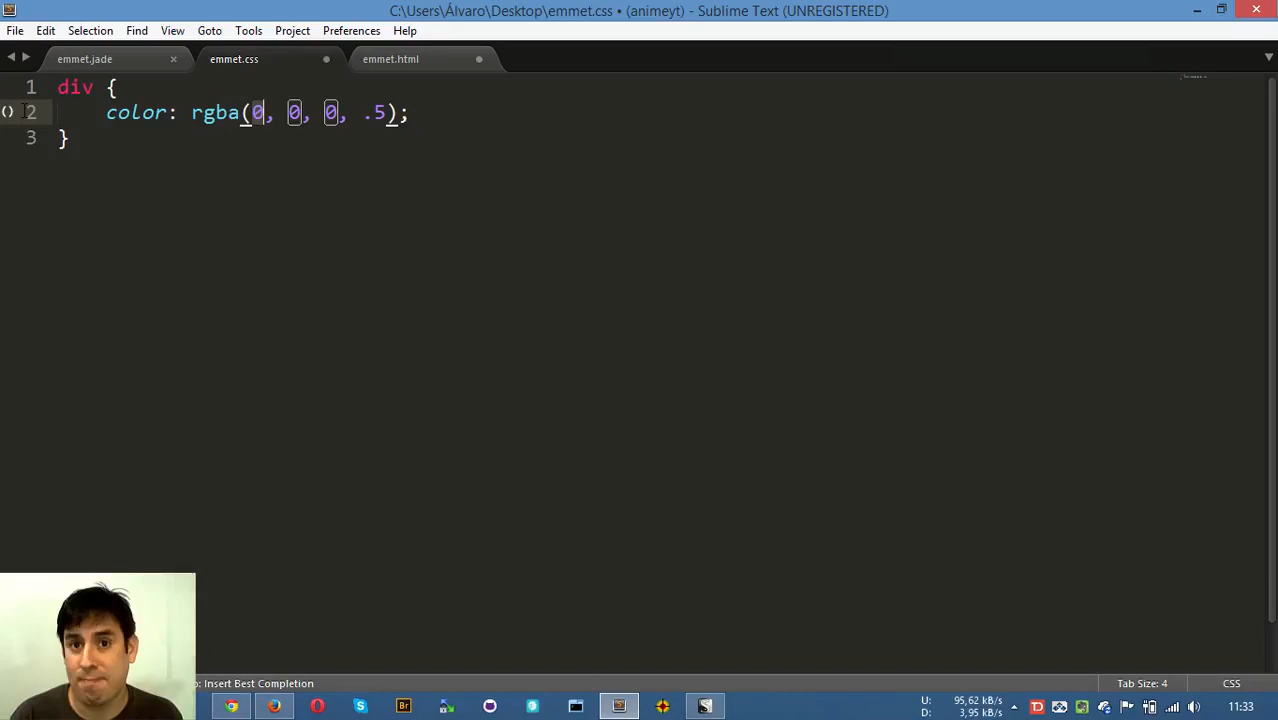 C:\Users\Álvaro\Desktop\emmet.css • (animeyt) - Sublime Text (UNREGISTERED)
File Edit Selection View Find Goto Tools Project Preferences Help
emmet.jade × emmet.css emmet.html
1 div {
() 2 color: rgba(0, 0, 0, .5);
3 }
: Insert Best Completion Tab Size: 4 CSS
Br U: 95,62 kB/s
D: 3,95 kB/s
11:33